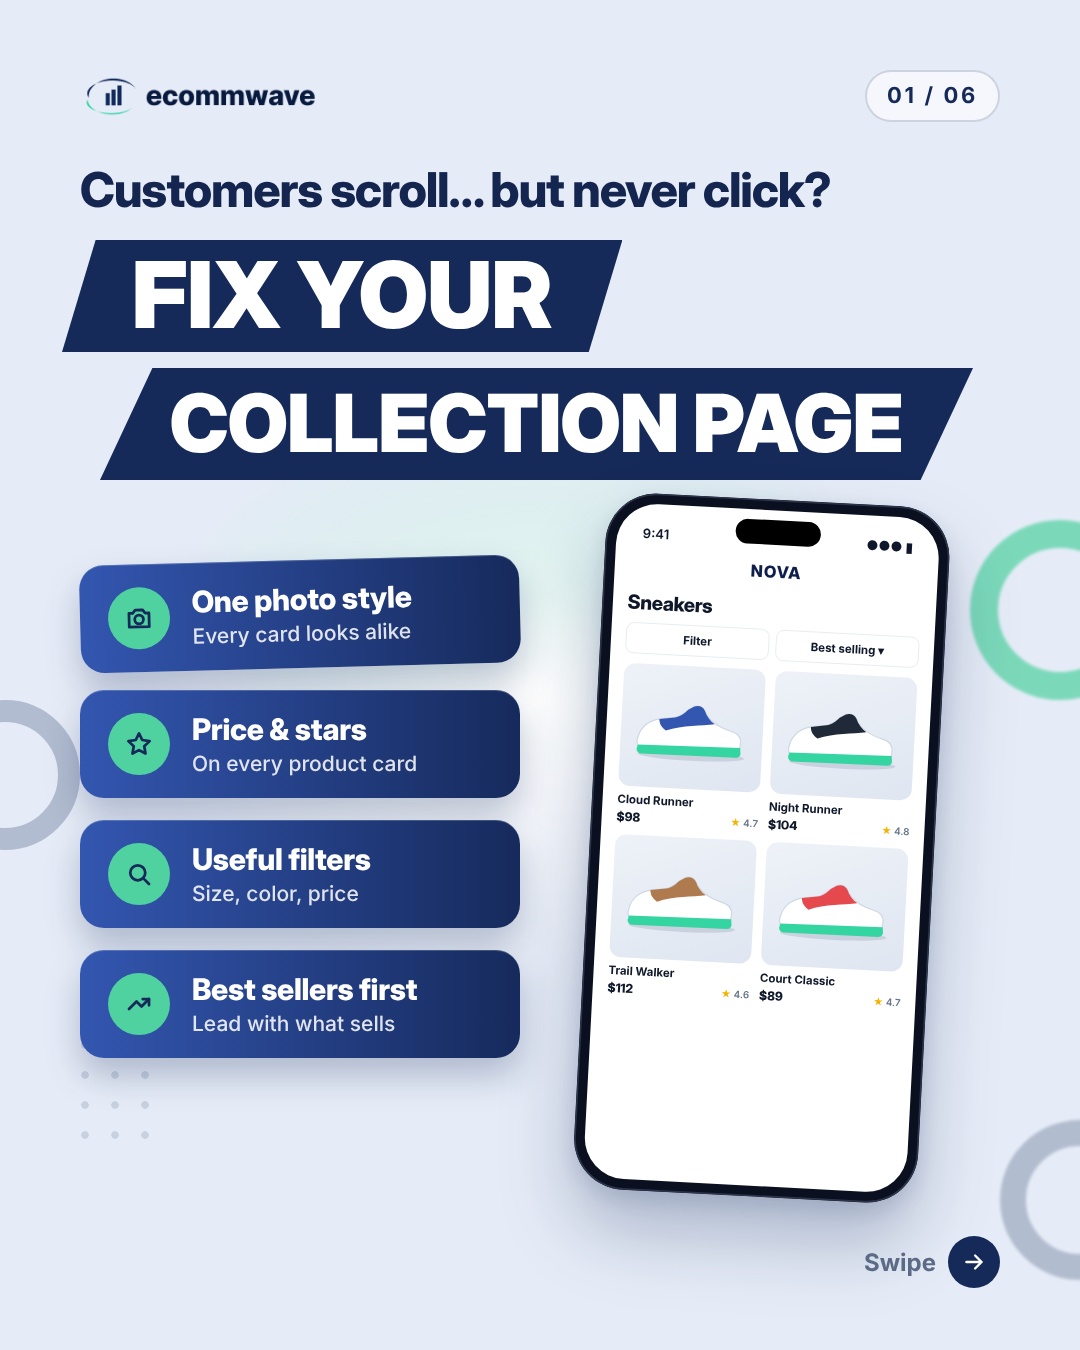 ecommwave
01 / 06
Customers scroll... but never click?
FIX YOUR
COLLECTION PAGE
One photo style
Every card looks alike
Price & stars
On every product card
Useful filters
Size, color, price
Best sellers first
Lead with what sells
9:41
NOVA
Sneakers
Filter
Best selling ▾
Cloud Runner
$98
★ 4.7
Night Runner
$104
★ 4.8
Trail Walker
$112
★ 4.6
Court Classic
$89
★ 4.7
Swipe